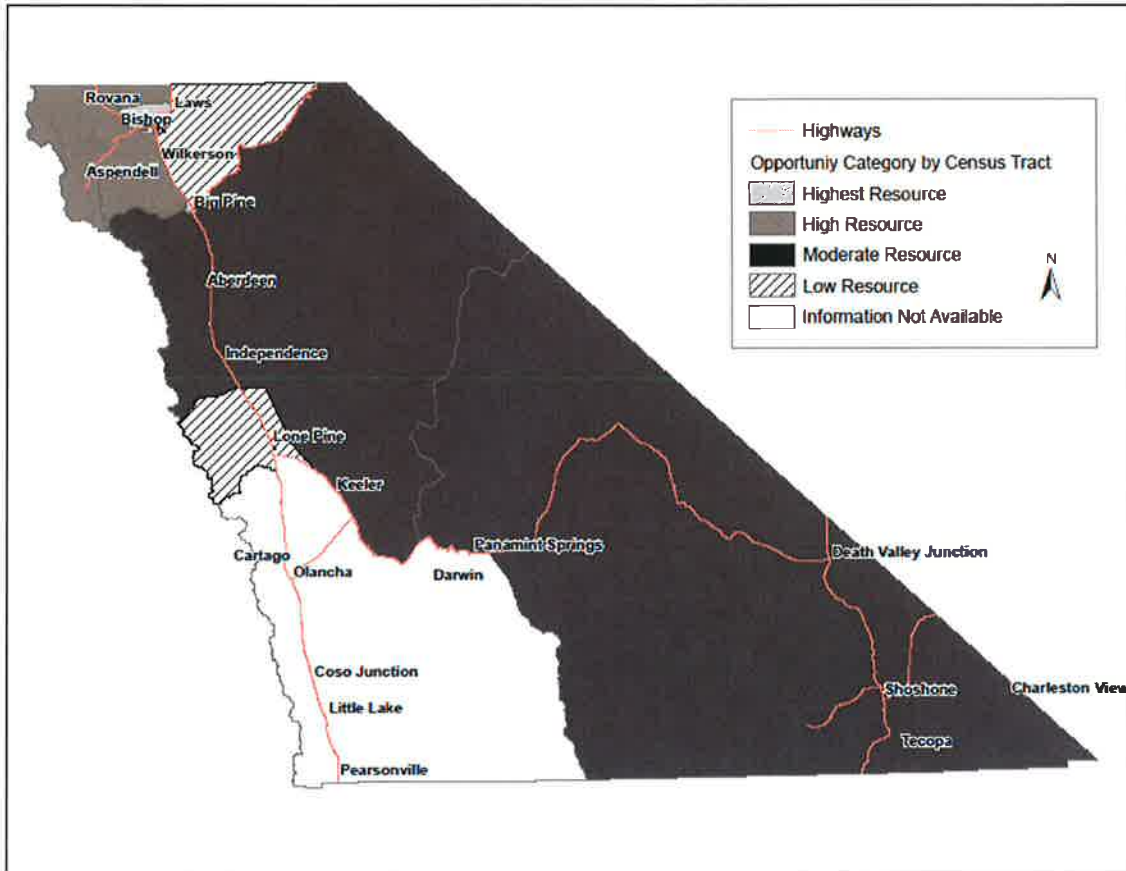 Rovana
Laws
Bishop
Wilkerson
Aspendell
Big Pine
Aberdeen
Independence
Lone Pine
Keeler
Cartago
Olancha
Darwin
Panamint Springs
Death Valley Junction
Coso Junction
Little Lake
Pearsonville
Shoshone
Charleston View
Tecopa
Highways
Opportuniy Category by Census Tract
Highest Resource
High Resource
Moderate Resource
Low Resource
Information Not Available
N